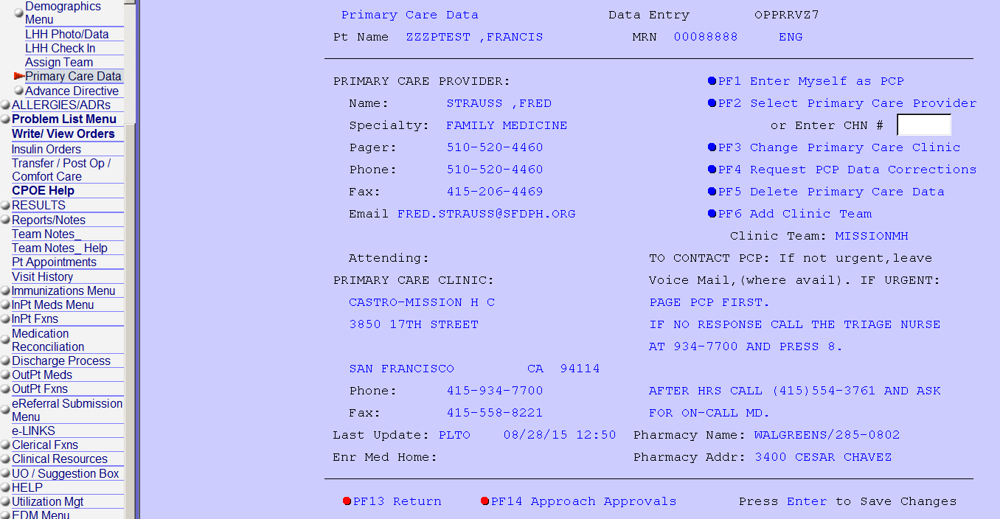 Demographics
Menu
LHH Photo/Data
LHH Check In
Assign Team
Primary Care Data
Advance Directive
ALLERGIES/ADRs
Problem List Menu
Write/ View Orders
Insulin Orders
Transfer / Post Op /
Comfort Care
CPOE Help
RESULTS
Reports/Notes
Team Notes_
Team Notes_ Help
Pt Appointments
Visit History
Immunizations Menu
InPt Meds Menu
InPt Fxns
Medication
Reconciliation
Discharge Process
OutPt Meds
OutPt Fxns
eReferral Submission
Menu
e-LINKS
Clerical Fxns
Clinical Resources
UO / Suggestion Box
HELP
Utilization Mgt
EDM Menu
Primary Care Data Data Entry OPPRRVZ7
Pt Name ZZZPTEST ,FRANCIS MRN 00088888 ENG
PRIMARY CARE PROVIDER: PF1 Enter Myself as PCP
Name: STRAUSS ,FRED PF2 Select Primary Care Provider
Specialty: FAMILY MEDICINE or Enter CHN #
Pager: 510-520-4460 PF3 Change Primary Care Clinic
Phone: 510-520-4460 PF4 Request PCP Data Corrections
Fax: 415-206-4469 PF5 Delete Primary Care Data
Email FRED.STRAUSS@SFDPH.ORG PF6 Add Clinic Team
Clinic Team: MISSIONMH
Attending: TO CONTACT PCP: If not urgent,leave
PRIMARY CARE CLINIC: Voice Mail,(where avail). IF URGENT:
CASTRO-MISSION H C PAGE PCP FIRST.
3850 17TH STREET IF NO RESPONSE CALL THE TRIAGE NURSE
AT 934-7700 AND PRESS 8.
SAN FRANCISCO CA 94114
Phone: 415-934-7700 AFTER HRS CALL (415)554-3761 AND ASK
Fax: 415-558-8221 FOR ON-CALL MD.
Last Update: PLTO 08/28/15 12:50 Pharmacy Name: WALGREENS/285-0802
Enr Med Home: Pharmacy Addr: 3400 CESAR CHAVEZ
PF13 Return PF14 Approach Approvals Press Enter to Save Changes